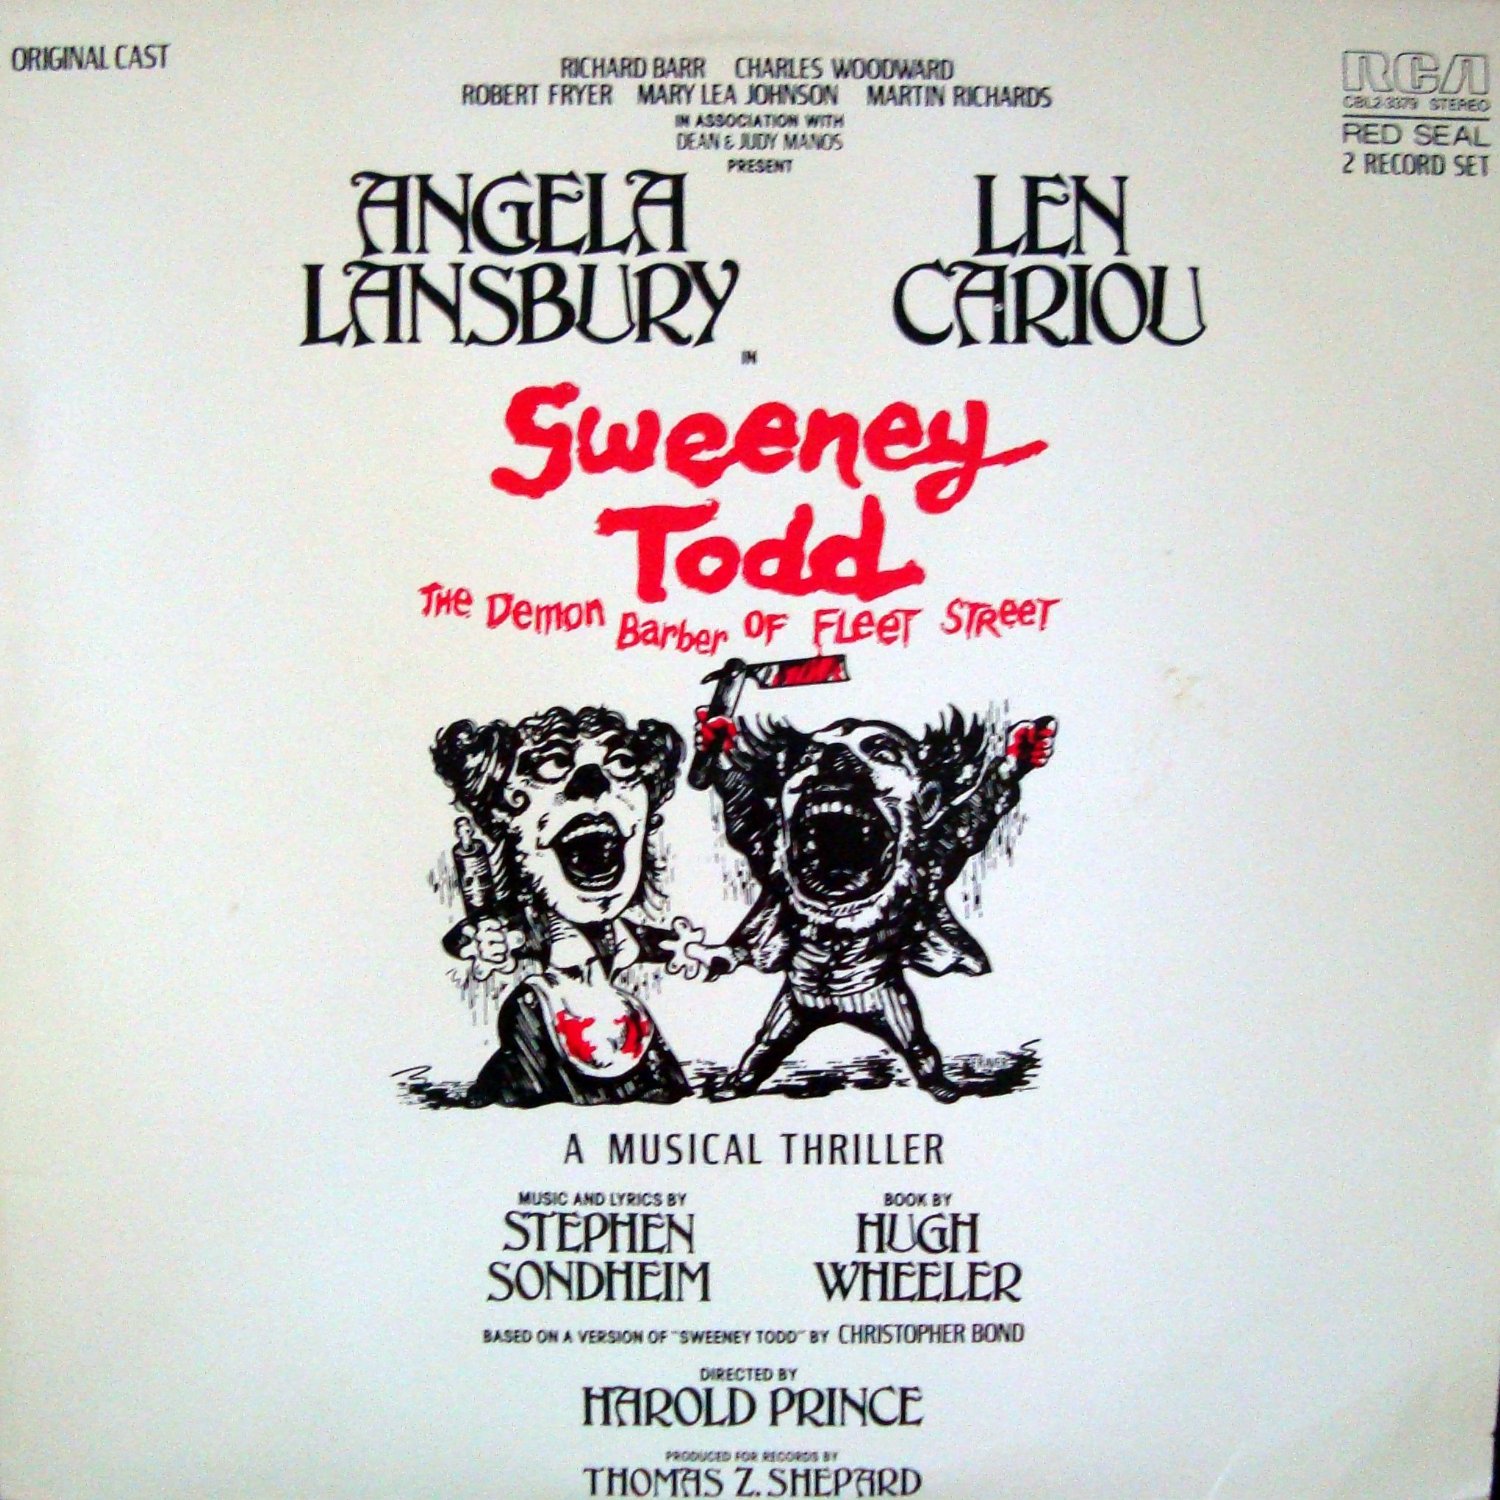 ORIGINAL CAST
RCA
CBL2-3379 STEREO
RED SEAL
2 RECORD SET
RICHARD BARR CHARLES WOODWARD
ROBERT FRYER MARY LEA JOHNSON MARTIN RICHARDS
IN ASSOCIATION WITH
DEAN & JUDY MANOS
PRESENT
ANGELA LANSBURY
LEN CARIOU
IN
Sweeney
Todd
THE Demon Barber OF FLeeT STReeT
A MUSICAL THRILLER
MUSIC AND LYRICS BY
STEPHEN
SONDHEIM
BOOK BY
HUGH
WHEELER
BASED ON A VERSION OF "SWEENEY TODD" BY CHRISTOPHER BOND
DIRECTED BY
HAROLD PRINCE
PRODUCED FOR RECORDS BY
THOMAS Z. SHEPARD